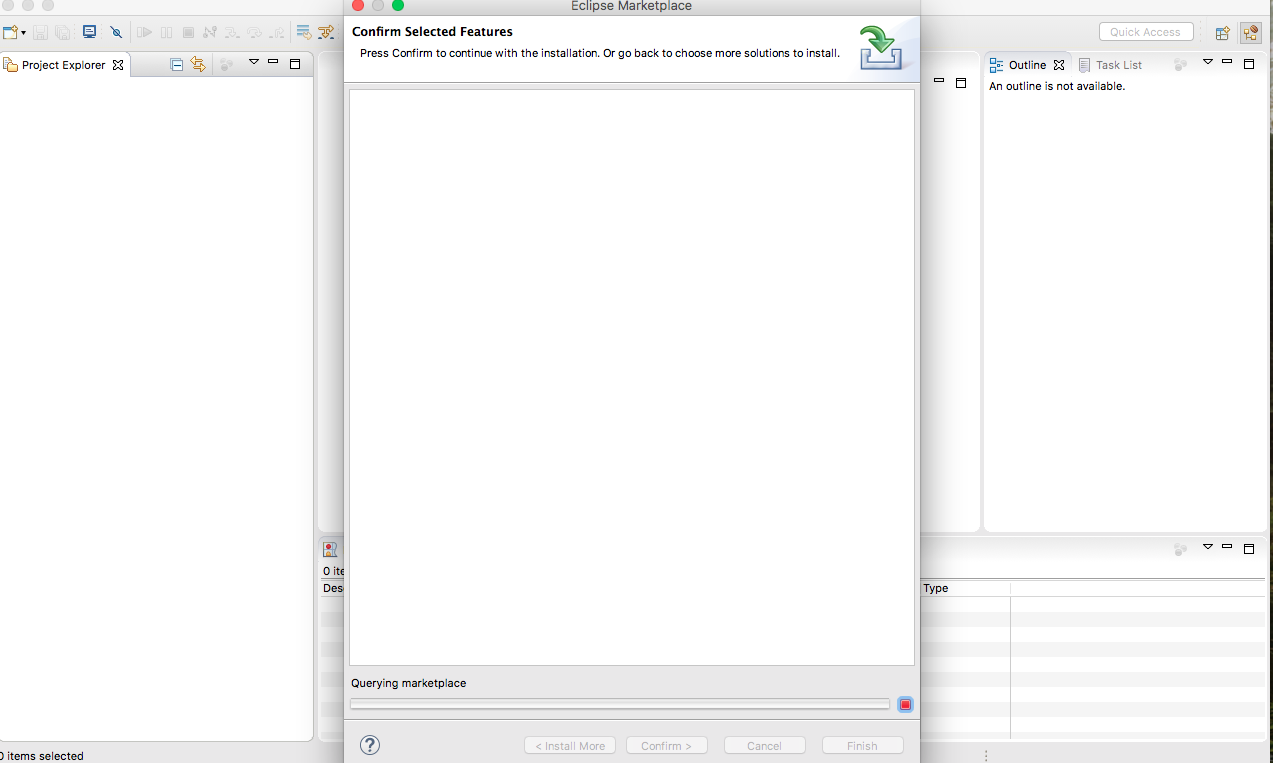 Eclipse Marketplace
Confirm Selected Features
Press Confirm to continue with the installation. Or go back to choose more solutions to install.
Quick Access
Project Explorer
Outline
Task List
An outline is not available.
0 ite
Des
Type
Querying marketplace
?
< Install More
Confirm >
Cancel
Finish
0 items selected